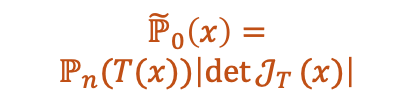 ℙ̃₀(x) =
ℙₙ(T(x))|det 𝒥_T (x)|